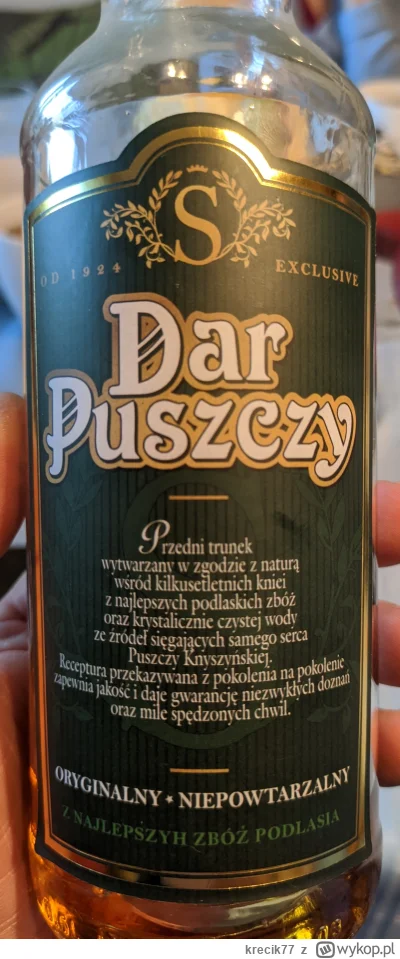 S
OD 1924 EXCLUSIVE
Dar
Puszczy
Przedni trunek
wytwarzany w zgodzie z naturą
wśród kilkusetletnich kniei
z najlepszych podlaskich zbóż
oraz krystalicznie czystej wody
ze źródeł sięgających samego serca
Puszczy Knyszyńskiej.
Receptura przekazywana z pokolenia na pokolenie
zapewnia jakość i daje gwarancję niezwykłych doznań
oraz mile spędzonych chwil.
ORYGINALNY ★ NIEPOWTARZALNY
Z NAJLEPSZYH ZBÓŻ PODLASIA
krecik77 z wykop.pl